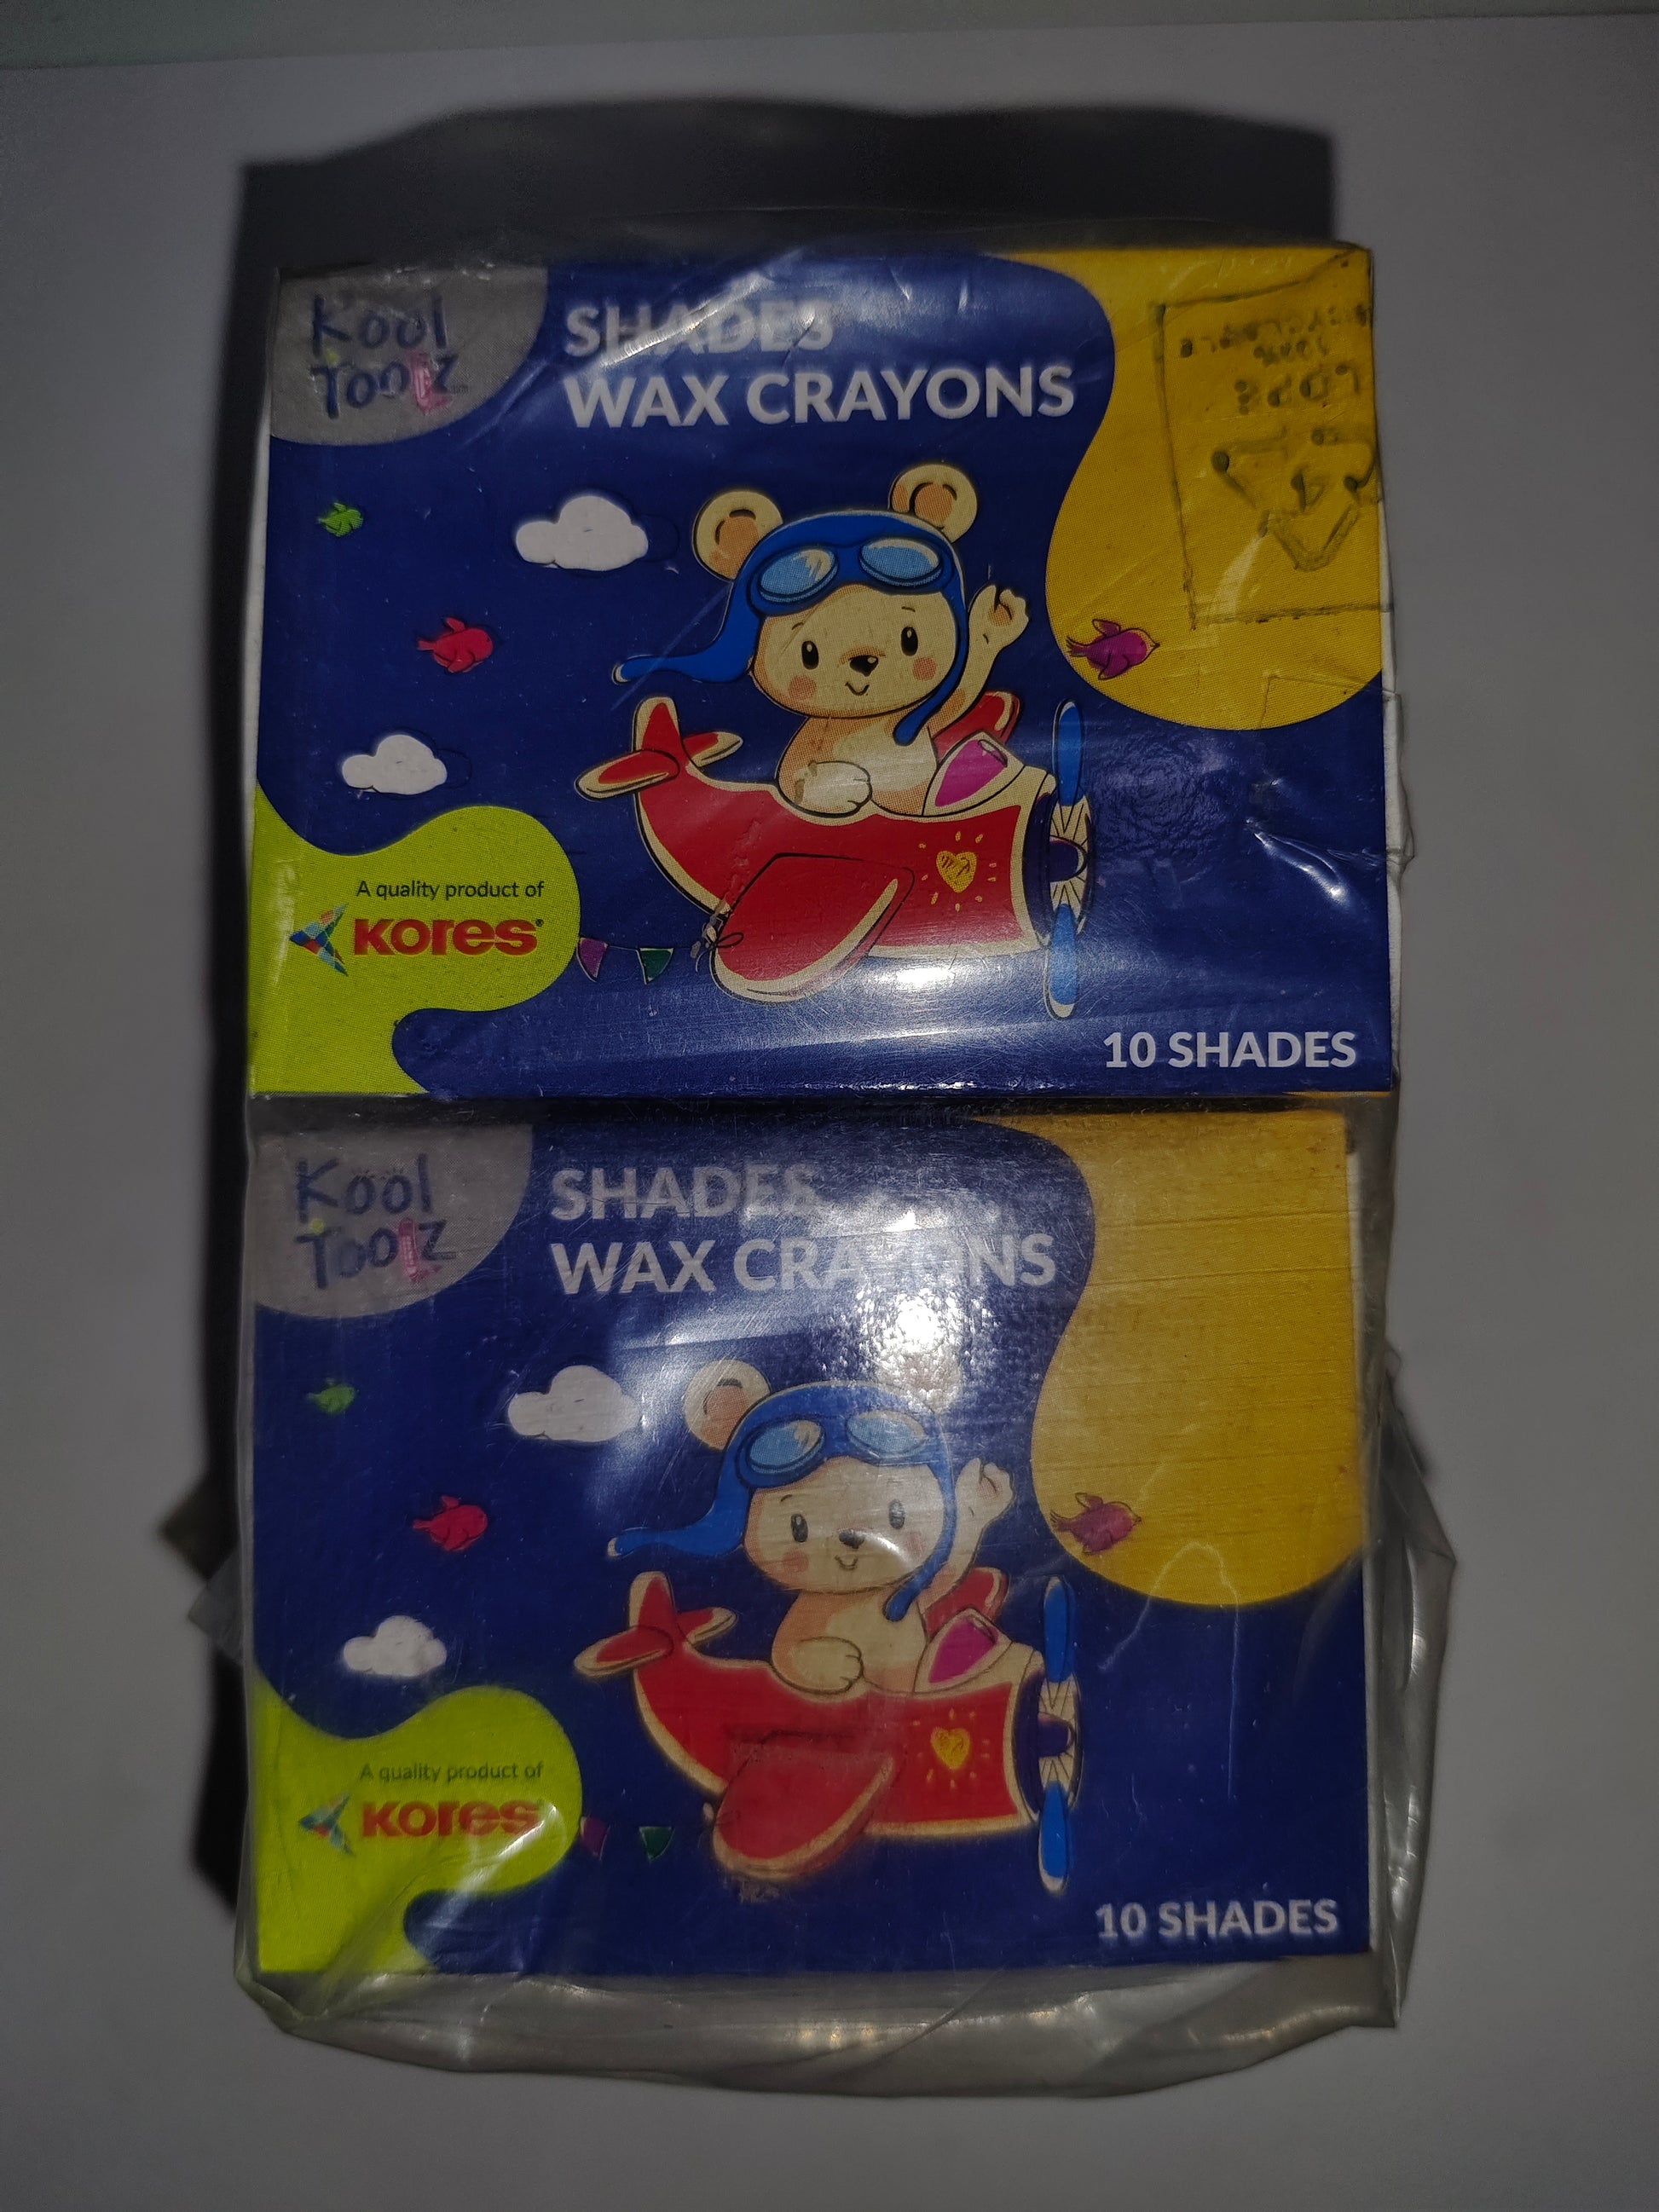 Kool
Toolz
SHADES
WAX CRAYONS
A quality product of
KORES®
10 SHADES
Kool
Toolz
SHADES
WAX CRAYONS
A quality product of
KORES
10 SHADES